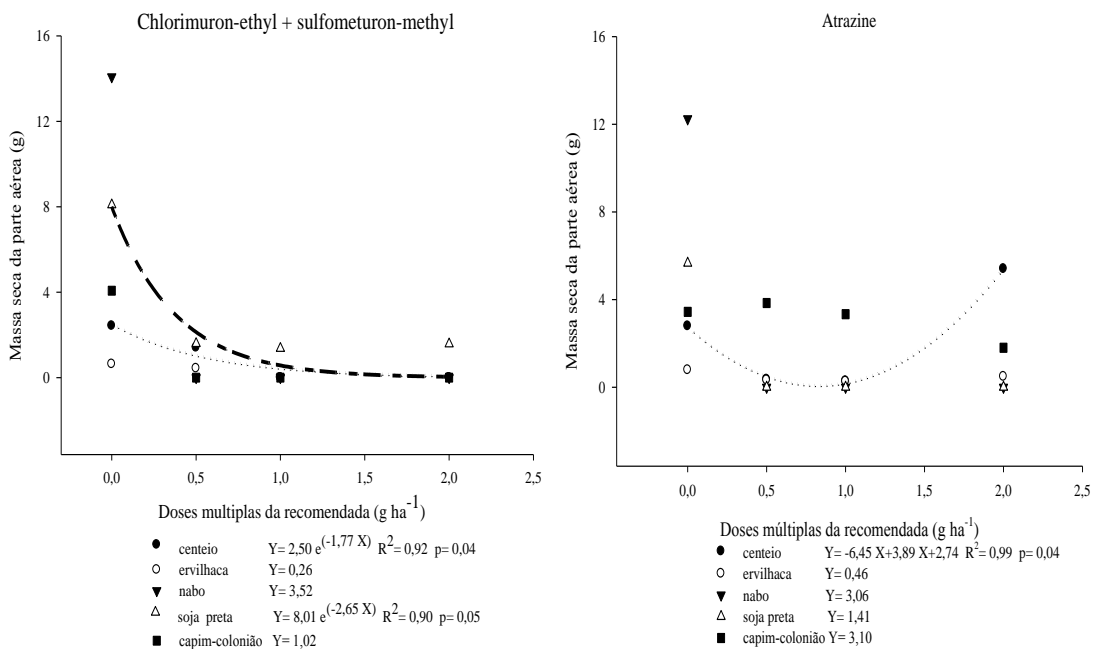 Chlorimuron-ethyl + sulfometuron-methyl
16
12
8
4
0
Massa seca da parte aérea (g)
0,0 0,5 1,0 2,0 2,5
Doses multiplas da recomendada (g ha-1)
centeio Y= 2,50 e(-1,77 X) R2= 0,92 p= 0,04
ervilhaca Y= 0,26
nabo Y= 3,52
soja preta Y= 8,01 e(-2,65 X) R2= 0,90 p= 0,05
capim-colonião Y= 1,02
Atrazine
16
12
8
4
0
Massa seca da parte aérea (g)
0,0 0,5 1,0 1,5 2,0 2,5
Doses múltiplas da recomendada (g ha-1)
centeio Y= -6,45 X+3,89 X+2,74 R2= 0,99 p= 0,04
ervilhaca Y= 0,46
nabo Y= 3,06
soja preta Y= 1,41
capim-colonião Y= 3,10